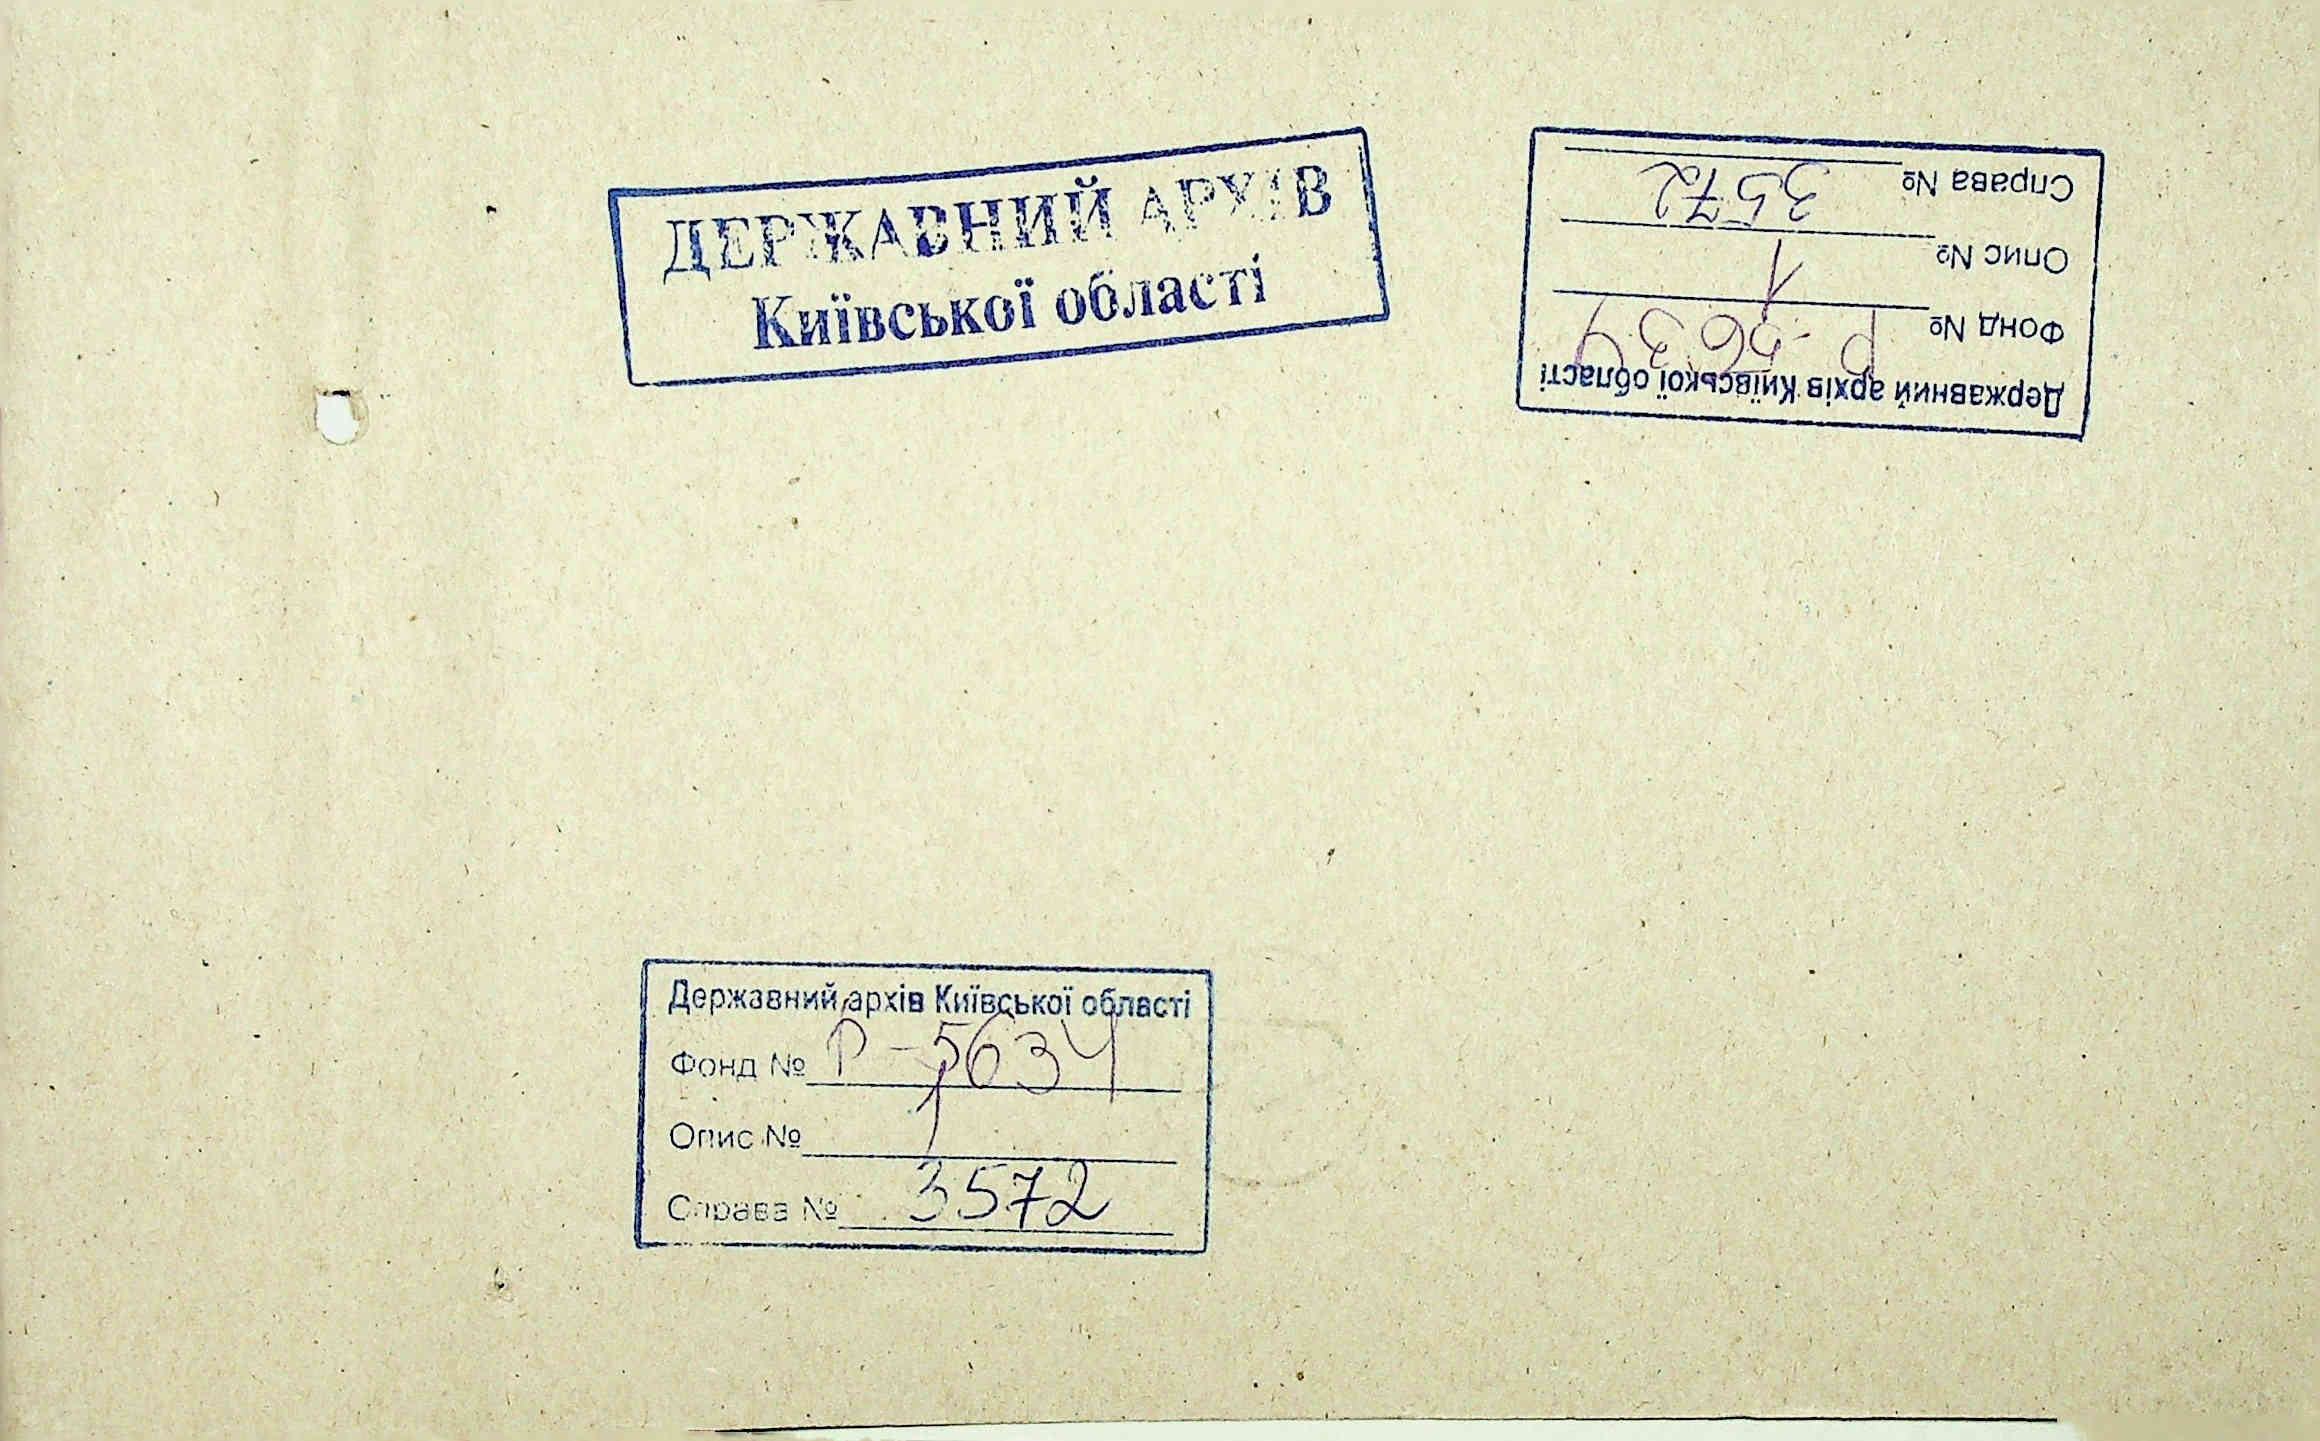 ДЕРЖАВНИЙ АРХІВ
Київської області
Державний архів Київської області
Фонд № Р-5634
Опис № 1
Справа № 3572
Державний архів Київської області
Фонд № Р-5634
Опис № 1
Справа № 3572